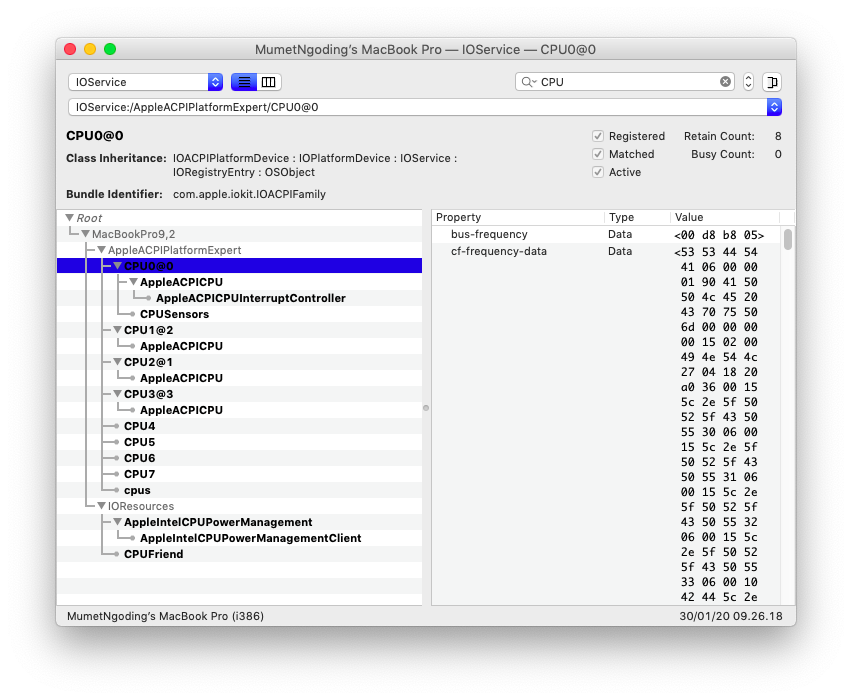 MumetNgoding's MacBook Pro — IOService — CPU0@0
IOService
CPU
IOService:/AppleACPIPlatformExpert/CPU0@0
CPU0@0
Registered Retain Count: 8
Class Inheritance: IOACPIPlatformDevice : IOPlatformDevice : IOService :
IORegistryEntry : OSObject
Matched Busy Count: 0
Active
Bundle Identifier: com.apple.iokit.IOACPIFamily
Root
MacBookPro9,2
AppleACPIPlatformExpert
CPU0@0
AppleACPICPU
AppleACPICPUInterruptController
CPUSensors
CPU1@2
AppleACPICPU
CPU2@1
AppleACPICPU
CPU3@3
AppleACPICPU
CPU4
CPU5
CPU6
CPU7
cpus
IOResources
AppleIntelCPUPowerManagement
AppleIntelCPUPowerManagementClient
CPUFriend
Property Type Value
bus-frequency Data <00 d8 b8 05>
cf-frequency-data Data <53 53 44 54
41 06 00 00
01 90 41 50
50 4c 45 20
43 70 75 50
6d 00 00 00
00 15 02 00
49 4e 54 4c
27 04 18 20
a0 36 00 15
5c 2e 5f 50
52 5f 43 50
55 30 06 00
15 5c 2e 5f
50 52 5f 43
50 55 31 06
00 15 5c 2e
5f 50 52 5f
43 50 55 32
06 00 15 5c
2e 5f 50 52
5f 43 50 55
33 06 00 10
42 44 5c 2e
MumetNgoding's MacBook Pro (i386)
30/01/20 09.26.18